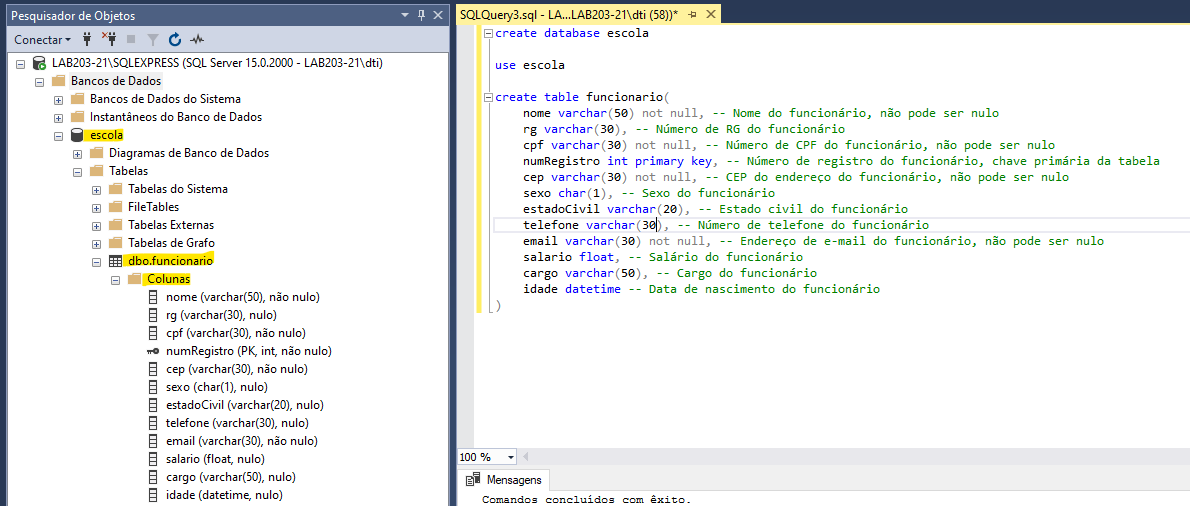 Pesquisador de Objetos
Conectar
LAB203-21\SQLEXPRESS (SQL Server 15.0.2000 - LAB203-21\dti)
Bancos de Dados
Bancos de Dados do Sistema
Instantâneos do Banco de Dados
escola
Diagramas de Banco de Dados
Tabelas
Tabelas do Sistema
FileTables
Tabelas Externas
Tabelas de Grafo
dbo.funcionario
Colunas
nome (varchar(50), não nulo)
rg (varchar(30), nulo)
cpf (varchar(30), não nulo)
numRegistro (PK, int, não nulo)
cep (varchar(30), não nulo)
sexo (char(1), nulo)
estadoCivil (varchar(20), nulo)
telefone (varchar(30), nulo)
email (varchar(30), não nulo)
salario (float, nulo)
cargo (varchar(50), nulo)
idade (datetime, nulo)
SQLQuery3.sql - LA...LAB203-21\dti (58))*
create database escola
use escola
create table funcionario(
nome varchar(50) not null, -- Nome do funcionário, não pode ser nulo
rg varchar(30), -- Número de RG do funcionário
cpf varchar(30) not null, -- Número de CPF do funcionário, não pode ser nulo
numRegistro int primary key, -- Número de registro do funcionário, chave primária da tabela
cep varchar(30) not null, -- CEP do endereço do funcionário, não pode ser nulo
sexo char(1), -- Sexo do funcionário
estadoCivil varchar(20), -- Estado civil do funcionário
telefone varchar(30), -- Número de telefone do funcionário
email varchar(30) not null, -- Endereço de e-mail do funcionário, não pode ser nulo
salario float, -- Salário do funcionário
cargo varchar(50), -- Cargo do funcionário
idade datetime -- Data de nascimento do funcionário
)
100 %
Mensagens
Comandos concluídos com êxito.